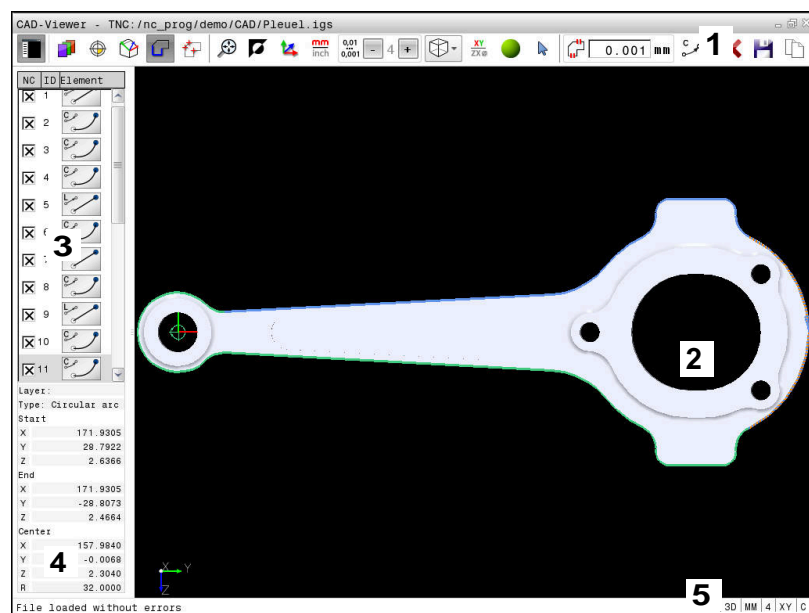 CAD-Viewer - TNC:/nc_prog/demo/CAD/Pleuel.igs
mm
inch
0,01
0,001
- 4 +
XY
ZX⌀
0.001 mm
C
1
NC ID Element
1
2 C
3 C
4 C
5 L
C
3
8 C
9 L
10 C
11 C
2
Layer:
Type: Circular arc
Start
X 171.9305
Y 28.7922
Z 2.6366
End
X 171.9305
Y -28.8073
Z 2.4664
Center
X 157.9840
Y -0.0068
Z 2.3040
R 32.0000
4
X
Y
Z
5
File loaded without errors
3D MM 4 XY C